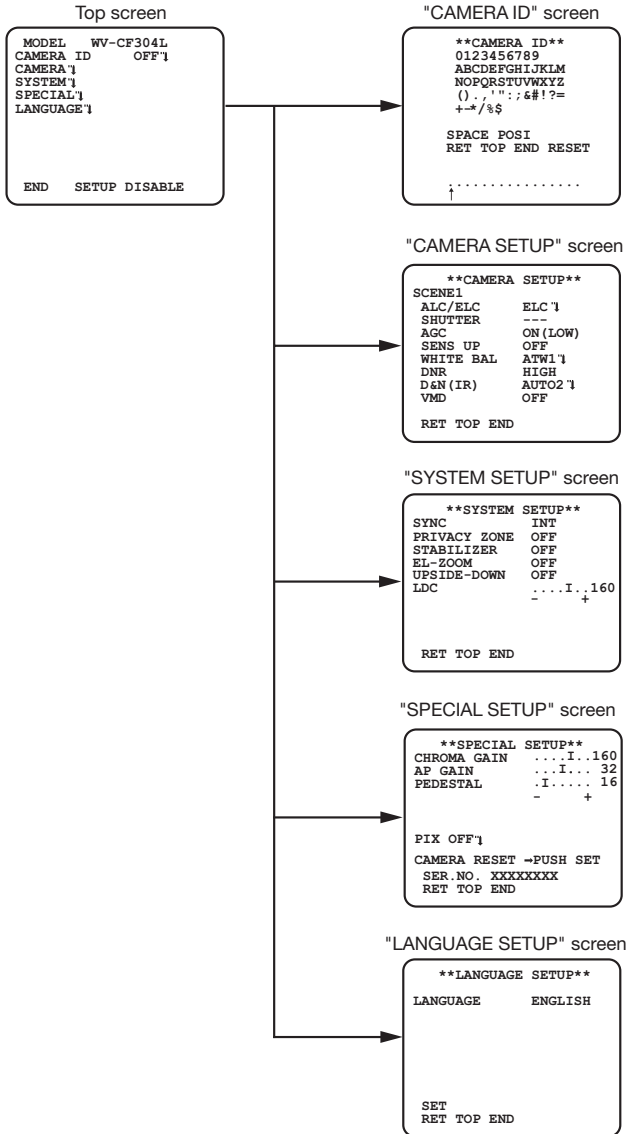 Top screen
MODEL WV-CF304L
CAMERA ID OFF
CAMERA
SYSTEM
SPECIAL
LANGUAGE
END SETUP DISABLE
"CAMERA ID" screen
**CAMERA ID**
0123456789
ABCDEFGHIJKLM
NOPQRSTUVWXYZ
().,'":;&#!?=
+-*/%$
SPACE POSI
RET TOP END RESET
................
↑
"CAMERA SETUP" screen
**CAMERA SETUP**
SCENE1
ALC/ELC ELC
SHUTTER ---
AGC ON(LOW)
SENS UP OFF
WHITE BAL ATW1
DNR HIGH
D&N(IR) AUTO2
VMD OFF
RET TOP END
"SYSTEM SETUP" screen
**SYSTEM SETUP**
SYNC INT
PRIVACY ZONE OFF
STABILIZER OFF
EL-ZOOM OFF
UPSIDE-DOWN OFF
LDC ....I..160
- +
RET TOP END
"SPECIAL SETUP" screen
**SPECIAL SETUP**
CHROMA GAIN ....I..160
AP GAIN ...I... 32
PEDESTAL .I..... 16
- +
PIX OFF
CAMERA RESET →PUSH SET
SER.NO. XXXXXXXX
RET TOP END
"LANGUAGE SETUP" screen
**LANGUAGE SETUP**
LANGUAGE ENGLISH
SET
RET TOP END